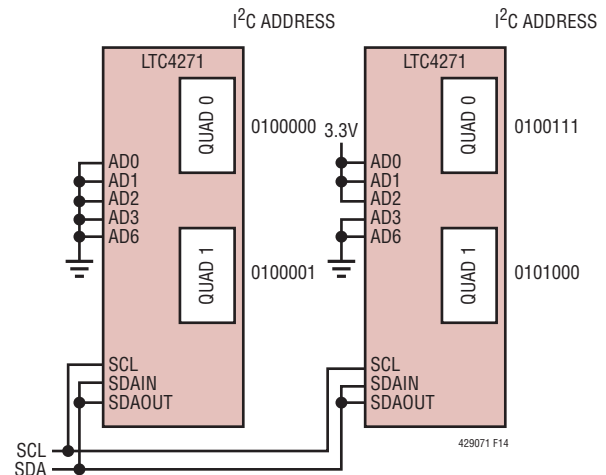 I²C ADDRESS
LTC4271
QUAD 0
0100000
AD0
AD1
AD2
AD3
AD6
QUAD 1
0100001
SCL
SDAIN
SDAOUT
I²C ADDRESS
LTC4271
3.3V
QUAD 0
0100111
AD0
AD1
AD2
AD3
AD6
QUAD 1
0101000
SCL
SDAIN
SDAOUT
SCL
SDA
429071 F14